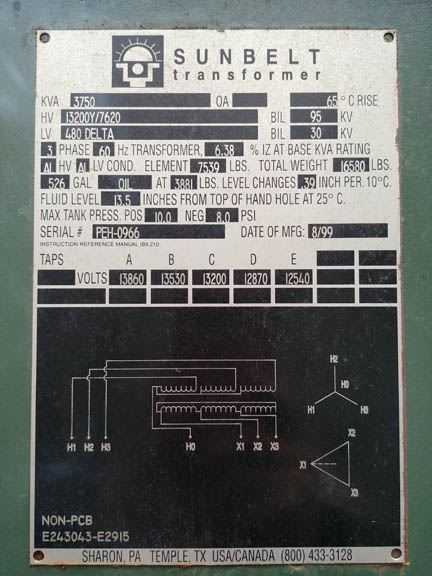 SUNBELT
transformer
KVA 3750 OA 65 °C RISE
HV 13200Y/7620 BIL 95 KV
LV 480 DELTA BIL 30 KV
3 PHASE 60 Hz TRANSFORMER, 6.38 % IZ AT BASE KVA RATING
AL HV AL LV COND. ELEMENT 7539 LBS. TOTAL WEIGHT 16580 LBS.
526 GAL OIL AT 3881 LBS. LEVEL CHANGES .39 INCH PER. 10°C.
FLUID LEVEL 13.5 INCHES FROM TOP OF HAND HOLE AT 25° C.
MAX TANK PRESS. POS 10.0 NEG 8.0 PSI
SERIAL # PEH-0966 DATE OF MFG: 8/99
INSTRUCTION REFERENCE MANUAL IB9.210
TAPS A B C D E
VOLTS 13860 13530 13200 12870 12540
H2
H0
H1 H3
H1 H2 H3 H0 X1 X2 X3
X2
X1
X3
NON-PCB
E243043-E2915
SHARON, PA TEMPLE, TX USA/CANADA (800) 433-3128